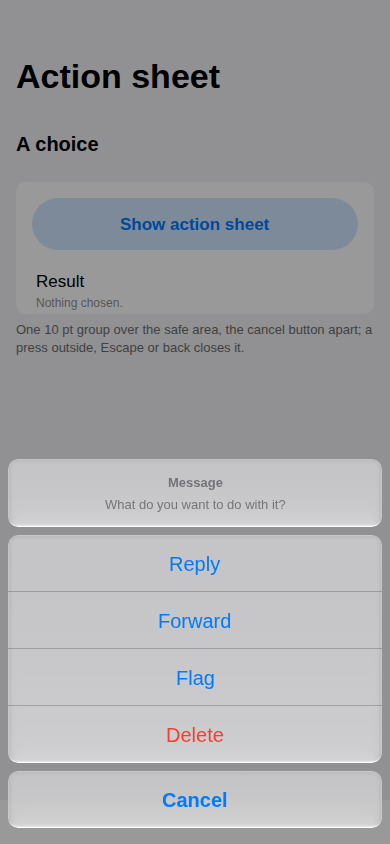 Action sheet
A choice
Show action sheet
Result
Nothing chosen.
One 10 pt group over the safe area, the cancel button apart; a
press outside, Escape or back closes it.
Message
What do you want to do with it?
Reply
Forward
Flag
Delete
Cancel